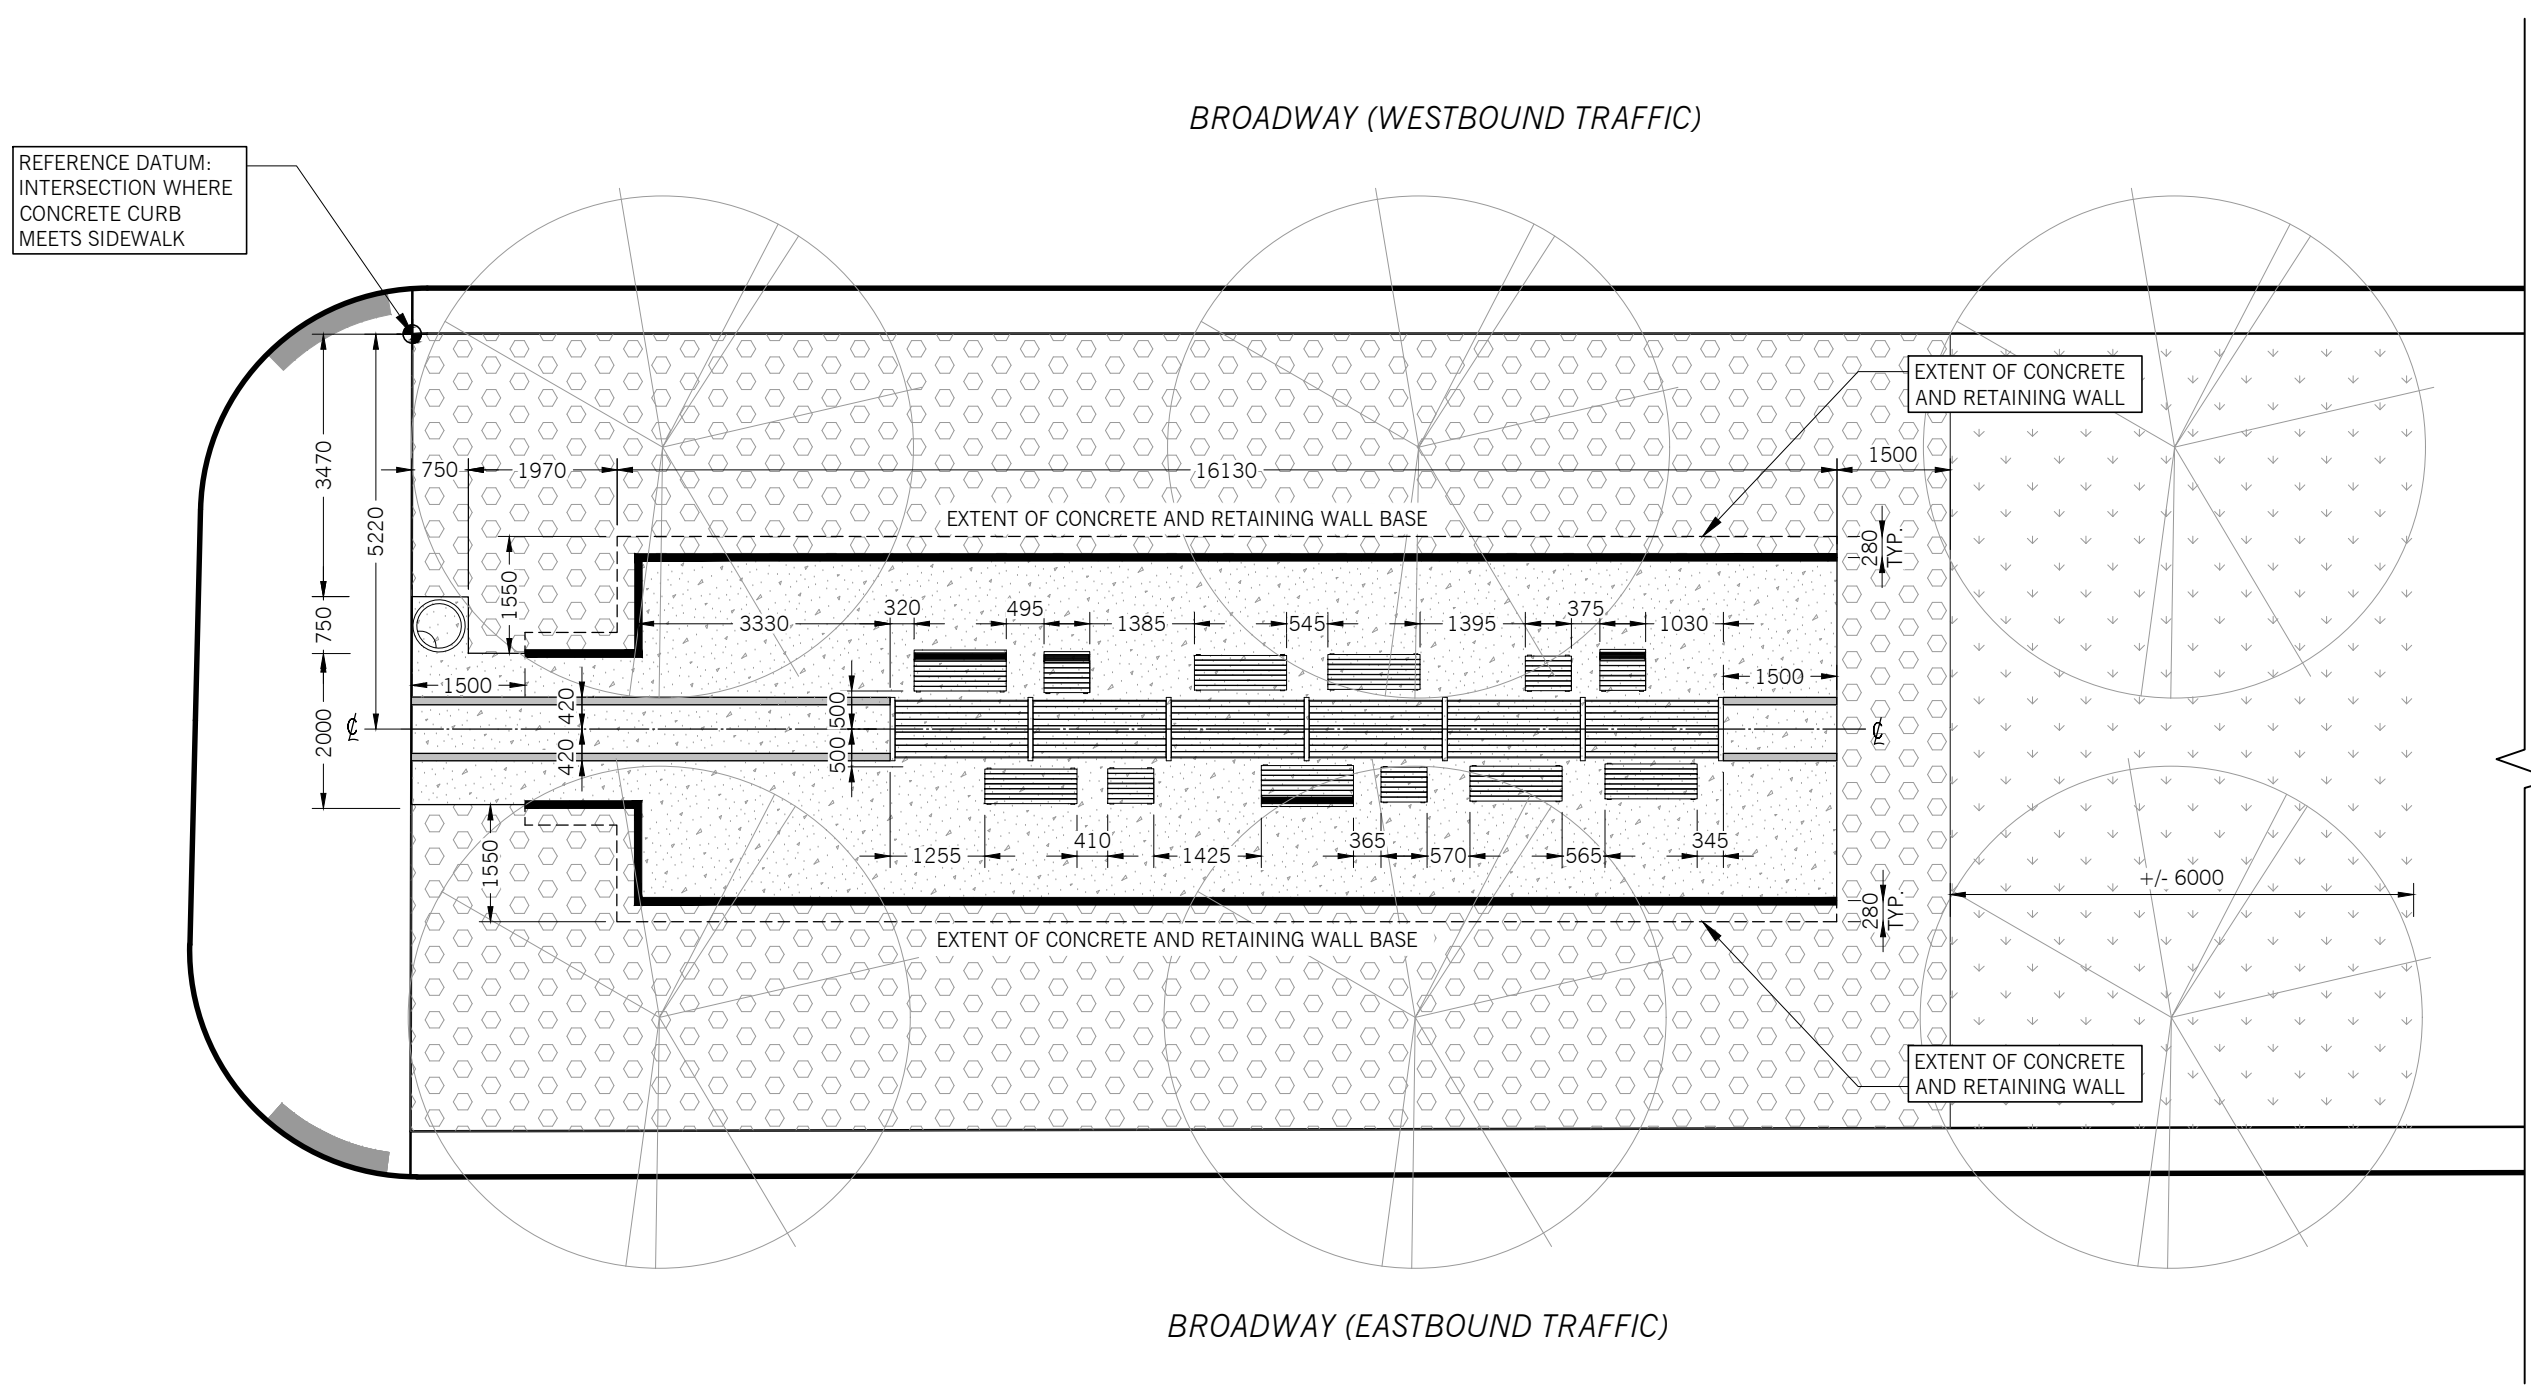 BROADWAY (WESTBOUND TRAFFIC)
REFERENCE DATUM:
INTERSECTION WHERE
CONCRETE CURB
MEETS SIDEWALK
EXTENT OF CONCRETE
AND RETAINING WALL
3470
5220
750
1970
16130
1500
EXTENT OF CONCRETE AND RETAINING WALL BASE
280
TYP.
1550
750
3330
320
495
1385
545
1395
375
1030
1500
1500
2000
℄
420
420
500
500
℄
1255
410
1425
365
570
565
345
1550
+/- 6000
280
TYP.
EXTENT OF CONCRETE AND RETAINING WALL BASE
EXTENT OF CONCRETE
AND RETAINING WALL
BROADWAY (EASTBOUND TRAFFIC)